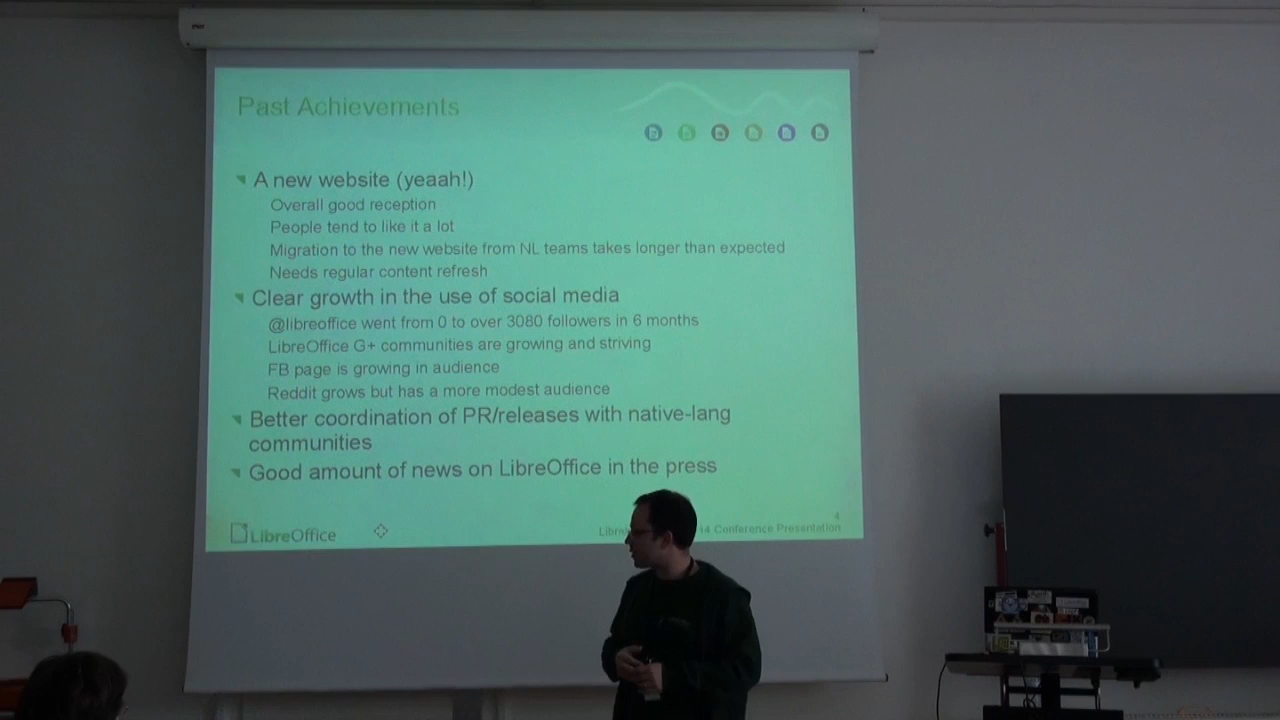 Past Achievements
A new website (yeaah!)
Overall good reception
People tend to like it a lot
Migration to the new website from NL teams takes longer than expected
Needs regular content refresh
Clear growth in the use of social media
@libreoffice went from 0 to over 3080 followers in 6 months
LibreOffice G+ communities are growing and striving
FB page is growing in audience
Reddit grows but has a more modest audience
Better coordination of PR/releases with native-lang
communities
Good amount of news on LibreOffice in the press
4
LibreOffice
14 Conference Presentation